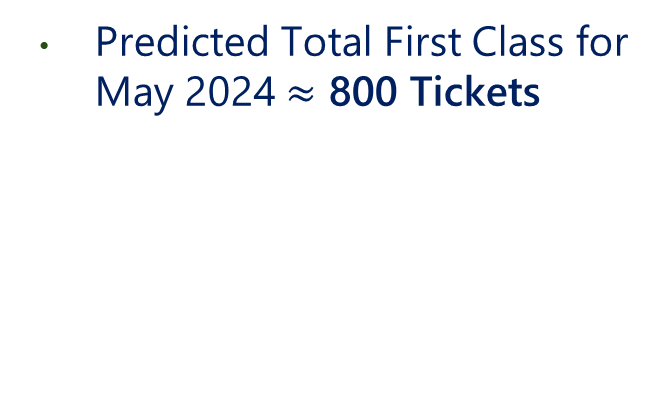 • Predicted Total First Class for
May 2024 ≈ 800 Tickets